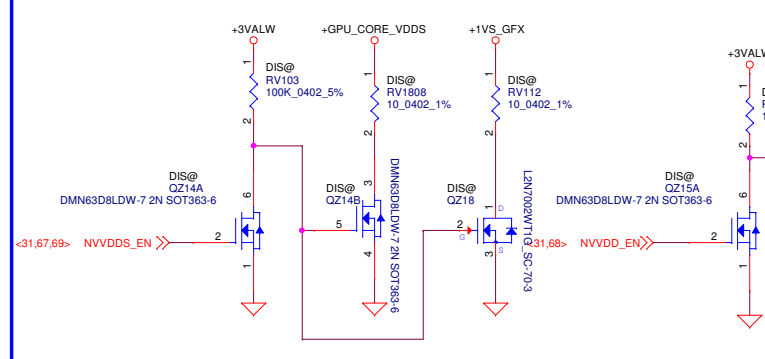 +3VALW
+GPU_CORE_VDDS
+1VS_GFX
+3VALW
1
DIS@
RV103
100K_0402_5%
2
1
DIS@
RV1808
10_0402_1%
2
1
DIS@
RV112
10_0402_1%
2
1
2
DIS@
QZ14A
DMN63D8LDW-7 2N SOT363-6
6
2
1
<31,67,69>
NVVDDS_EN
DIS@
QZ14B
3
5
4
DMN63D8LDW-7 2N SOT363-6
DIS@
QZ18
1
D
2
G
S
3
L2N7002WT1G_SC-70-3
DIS@
QZ15A
DMN63D8LDW-7 2N SOT363-6
6
2
1
31,68>
NVVDD_EN